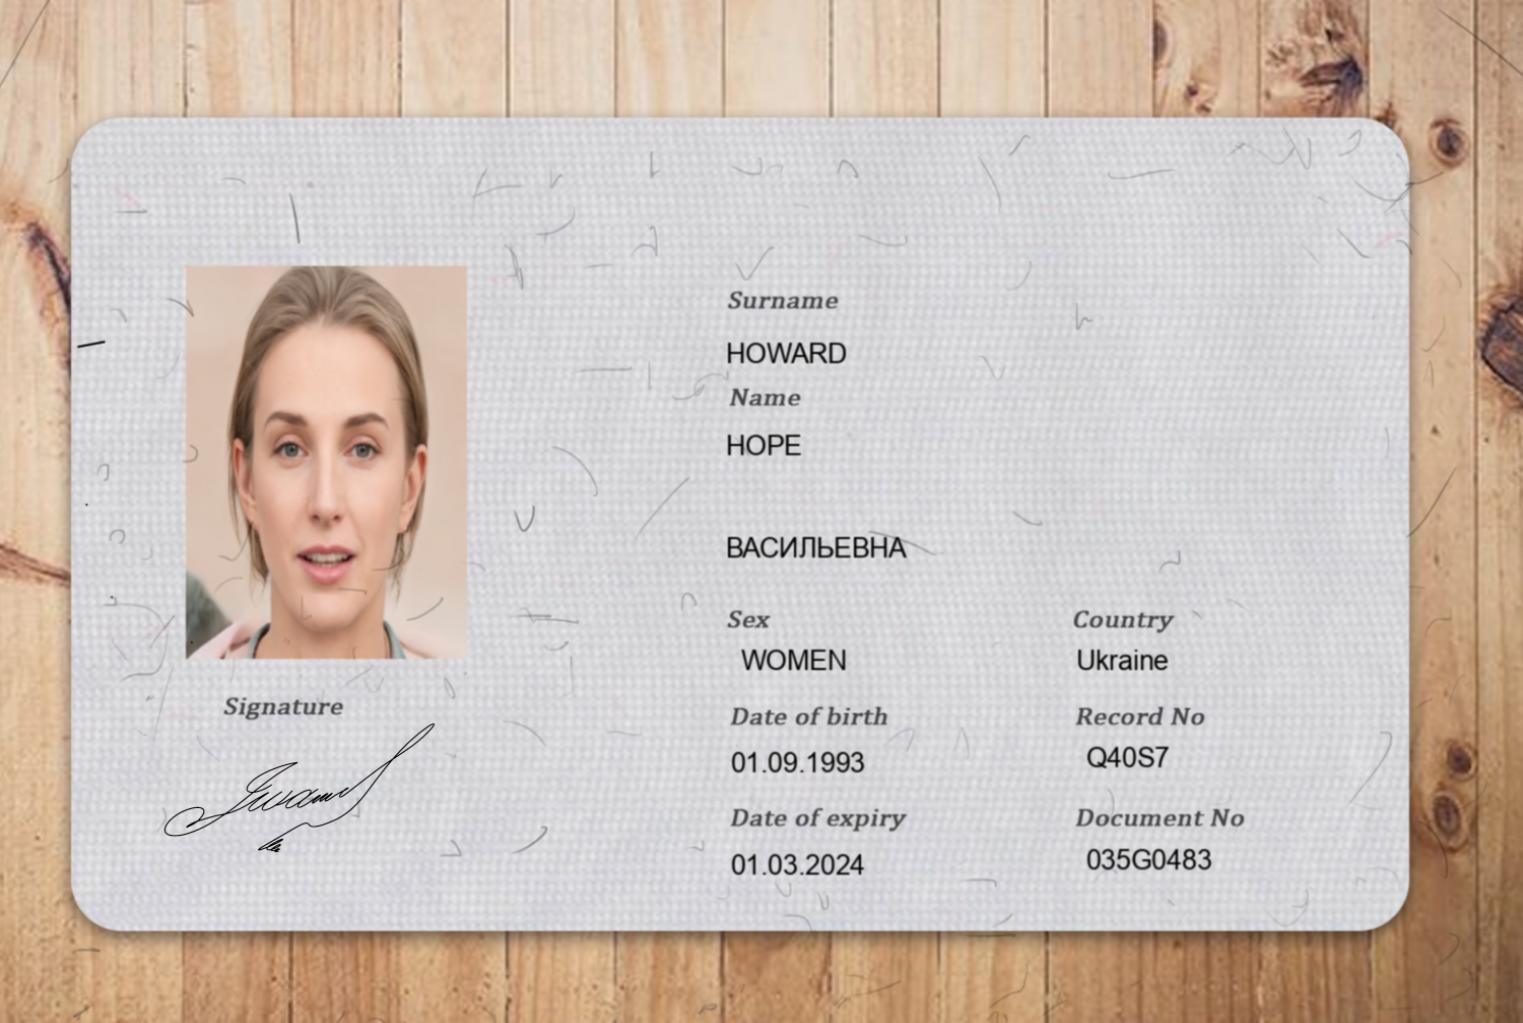 Surname
HOWARD
Name
HOPE
ВАСИЛЬЕВНА
Sex
Country
WOMEN
Ukraine
Date of birth
Record No
01.09.1993
Q40S7
Date of expiry
Document No
01.03.2024
035G0483
Signature